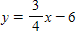 y = 3/4 x − 6